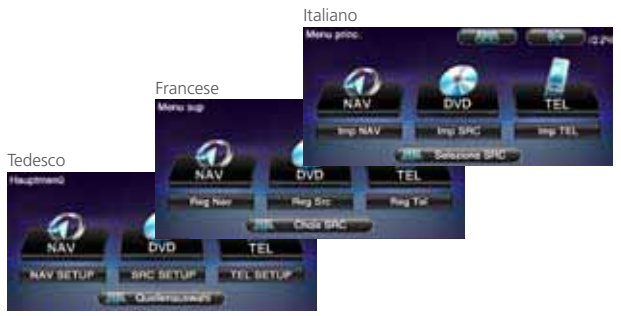 Italiano
Menu princ.
10:24
NAV DVD TEL
Imp NAV Imp SRC Imp TEL
Seleziona SRC
Francese
Menu sup
NAV DVD TEL
Reg Nav Reg Src Reg Tel
Choix SRC
Tedesco
Hauptmenü
NAV DVD TEL
NAV SETUP SRC SETUP TEL SETUP
Quellenauswahl